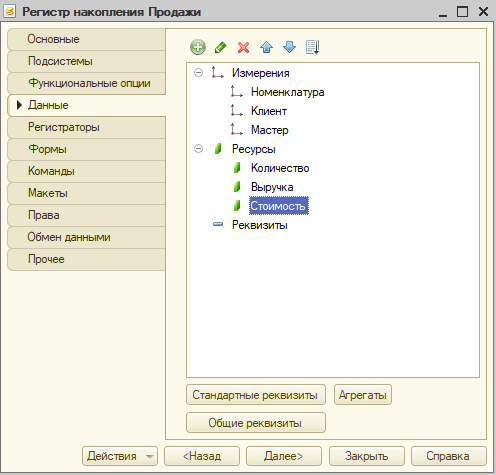 Регистр накопления Продажи
Основные
Подсистемы
Функциональные опции
Данные
Регистраторы
Формы
Команды
Макеты
Права
Обмен данными
Прочее
Измерения
Номенклатура
Клиент
Мастер
Ресурсы
Количество
Выручка
Стоимость
Реквизиты
Стандартные реквизиты
Агрегаты
Общие реквизиты
Действия
<Назад
Далее>
Закрыть
Справка